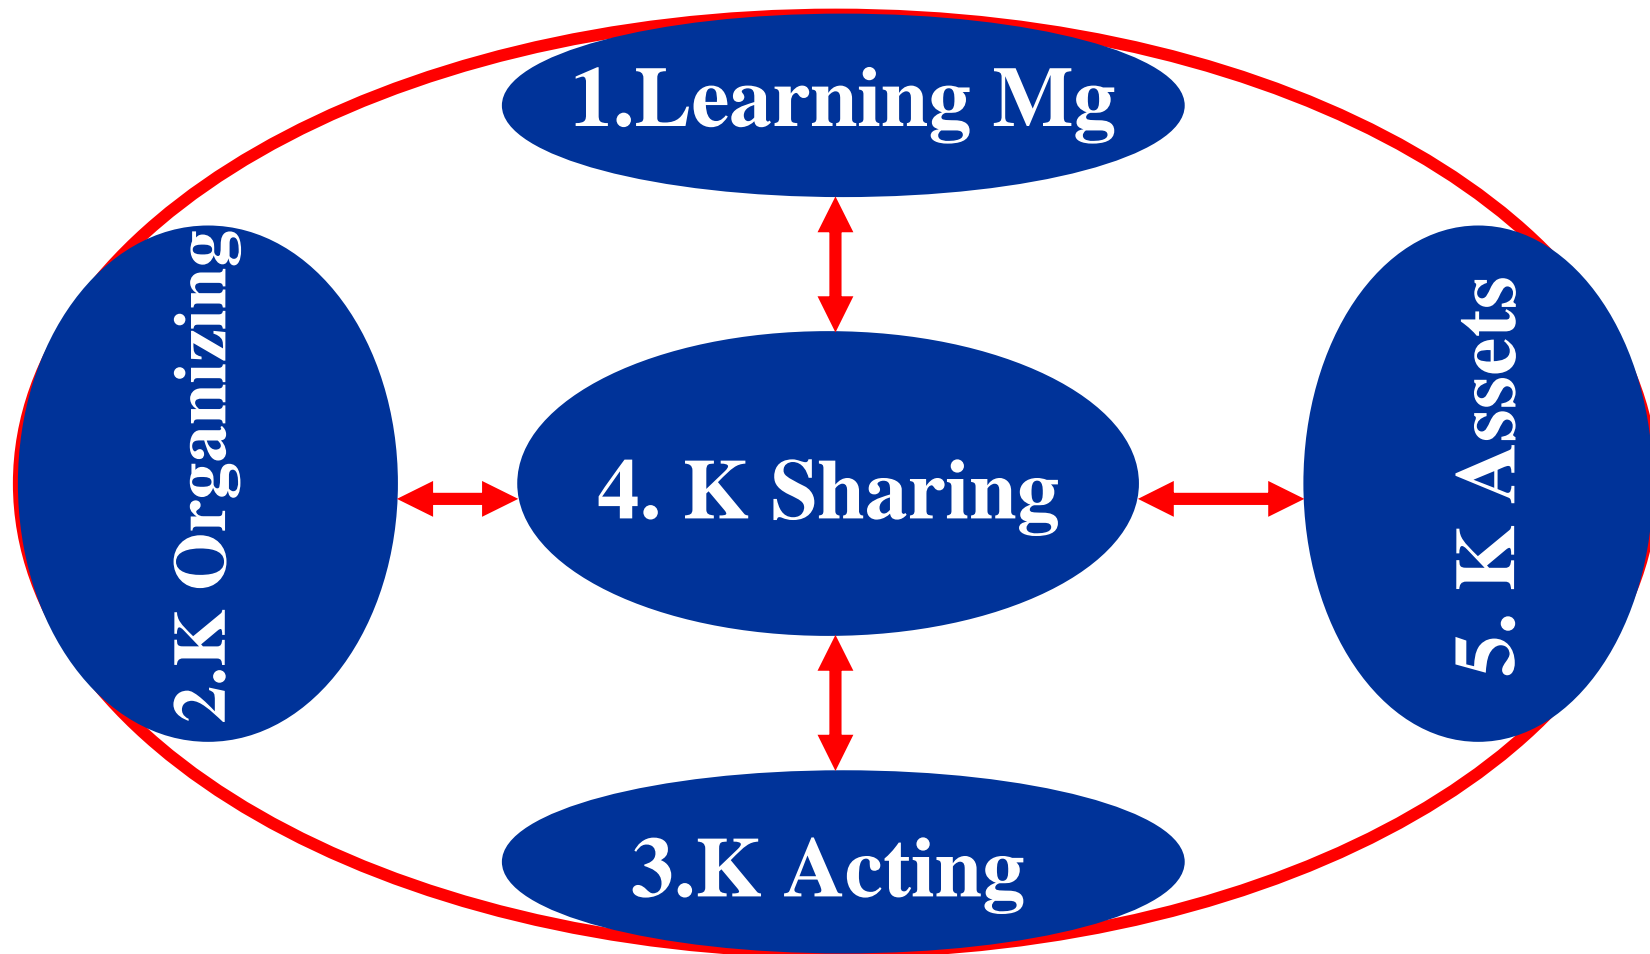 1.Learning Mg
2.K Organizing
4. K Sharing
5. K Assets
3.K Acting